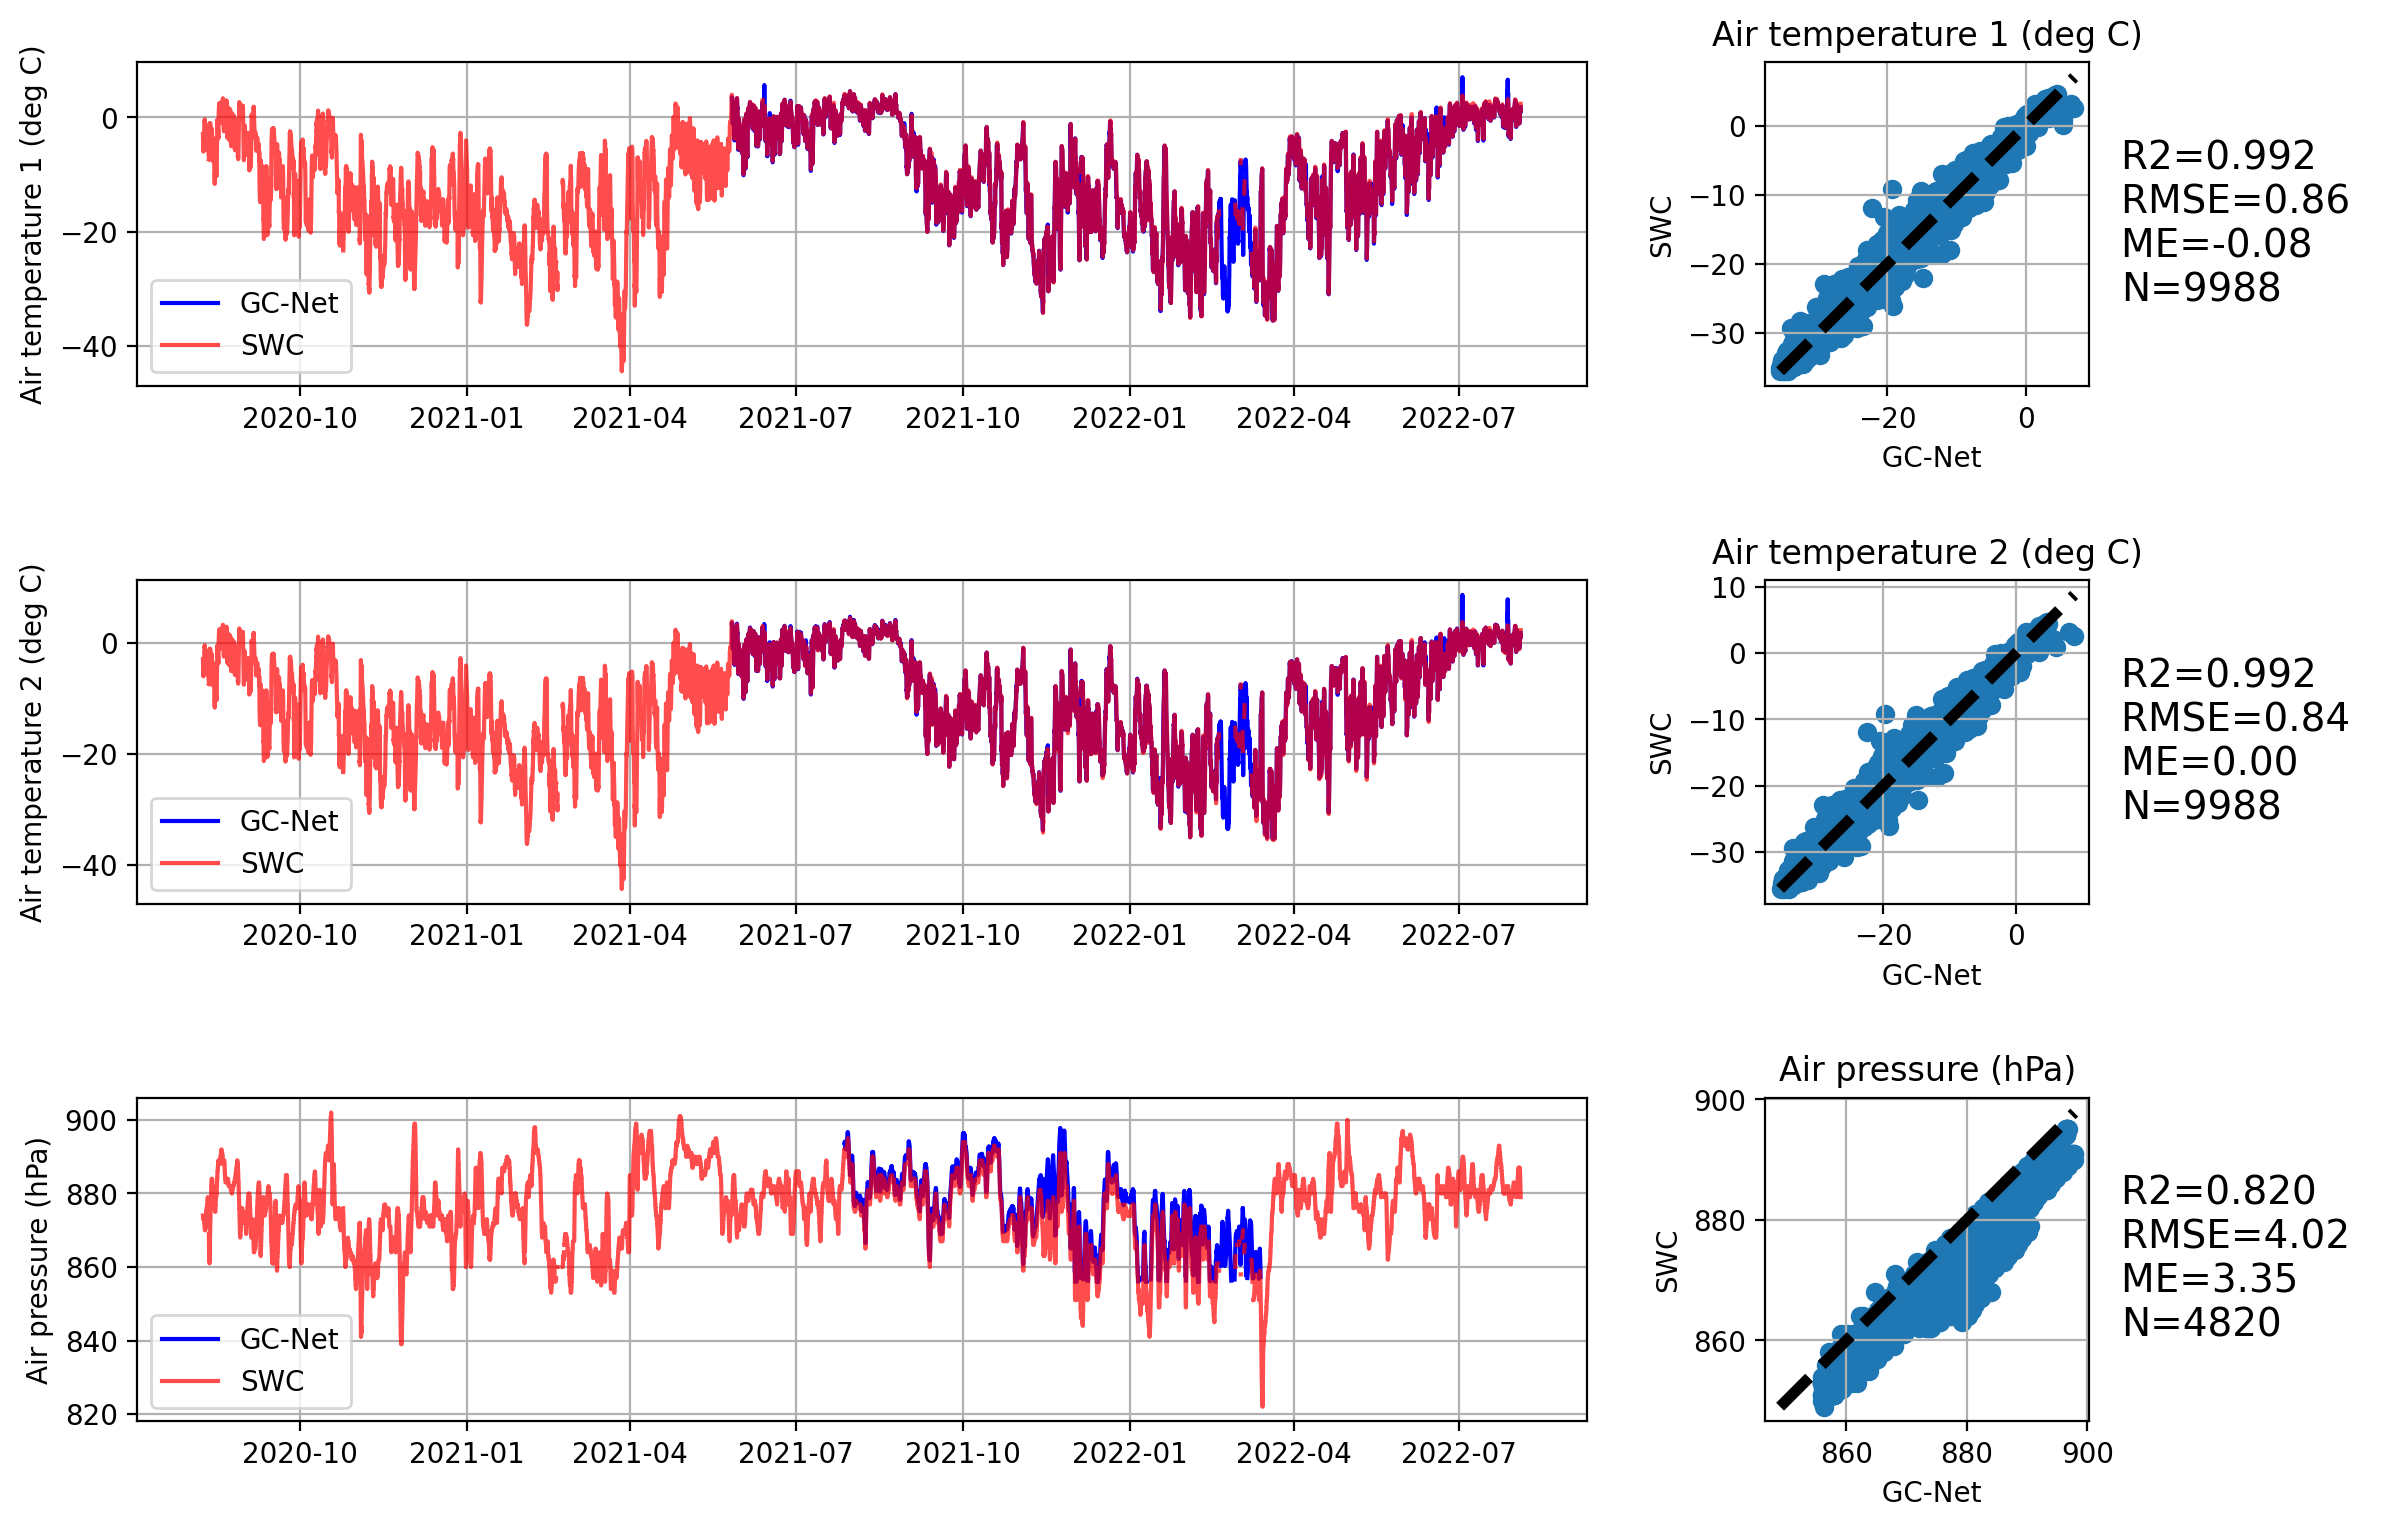 Air temperature 1 (deg C)
0
−20
−40
GC-Net
SWC
2020-10 2021-01 2021-04 2021-07 2021-10 2022-01 2022-04 2022-07
Air temperature 1 (deg C)
SWC
0
−10
−20
−30
−20 0
GC-Net
R2=0.992
RMSE=0.86
ME=-0.08
N=9988
Air temperature 2 (deg C)
0
−20
−40
GC-Net
SWC
2020-10 2021-01 2021-04 2021-07 2021-10 2022-01 2022-04 2022-07
Air temperature 2 (deg C)
SWC
10
0
−10
−20
−30
−20 0
GC-Net
R2=0.992
RMSE=0.84
ME=0.00
N=9988
Air pressure (hPa)
900
880
860
840
820
GC-Net
SWC
2020-10 2021-01 2021-04 2021-07 2021-10 2022-01 2022-04 2022-07
Air pressure (hPa)
SWC
900
880
860
860 880 900
GC-Net
R2=0.820
RMSE=4.02
ME=3.35
N=4820